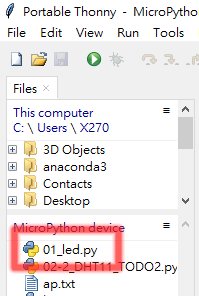 Portable Thonny - MicroPython
File Edit View Run Tools
Files ×
This computer
C: \ Users \ X270
3D Objects
anaconda3
Contacts
Desktop
MicroPython device
01_led.py
02-2_DHT11_TODO2.py
ap.txt